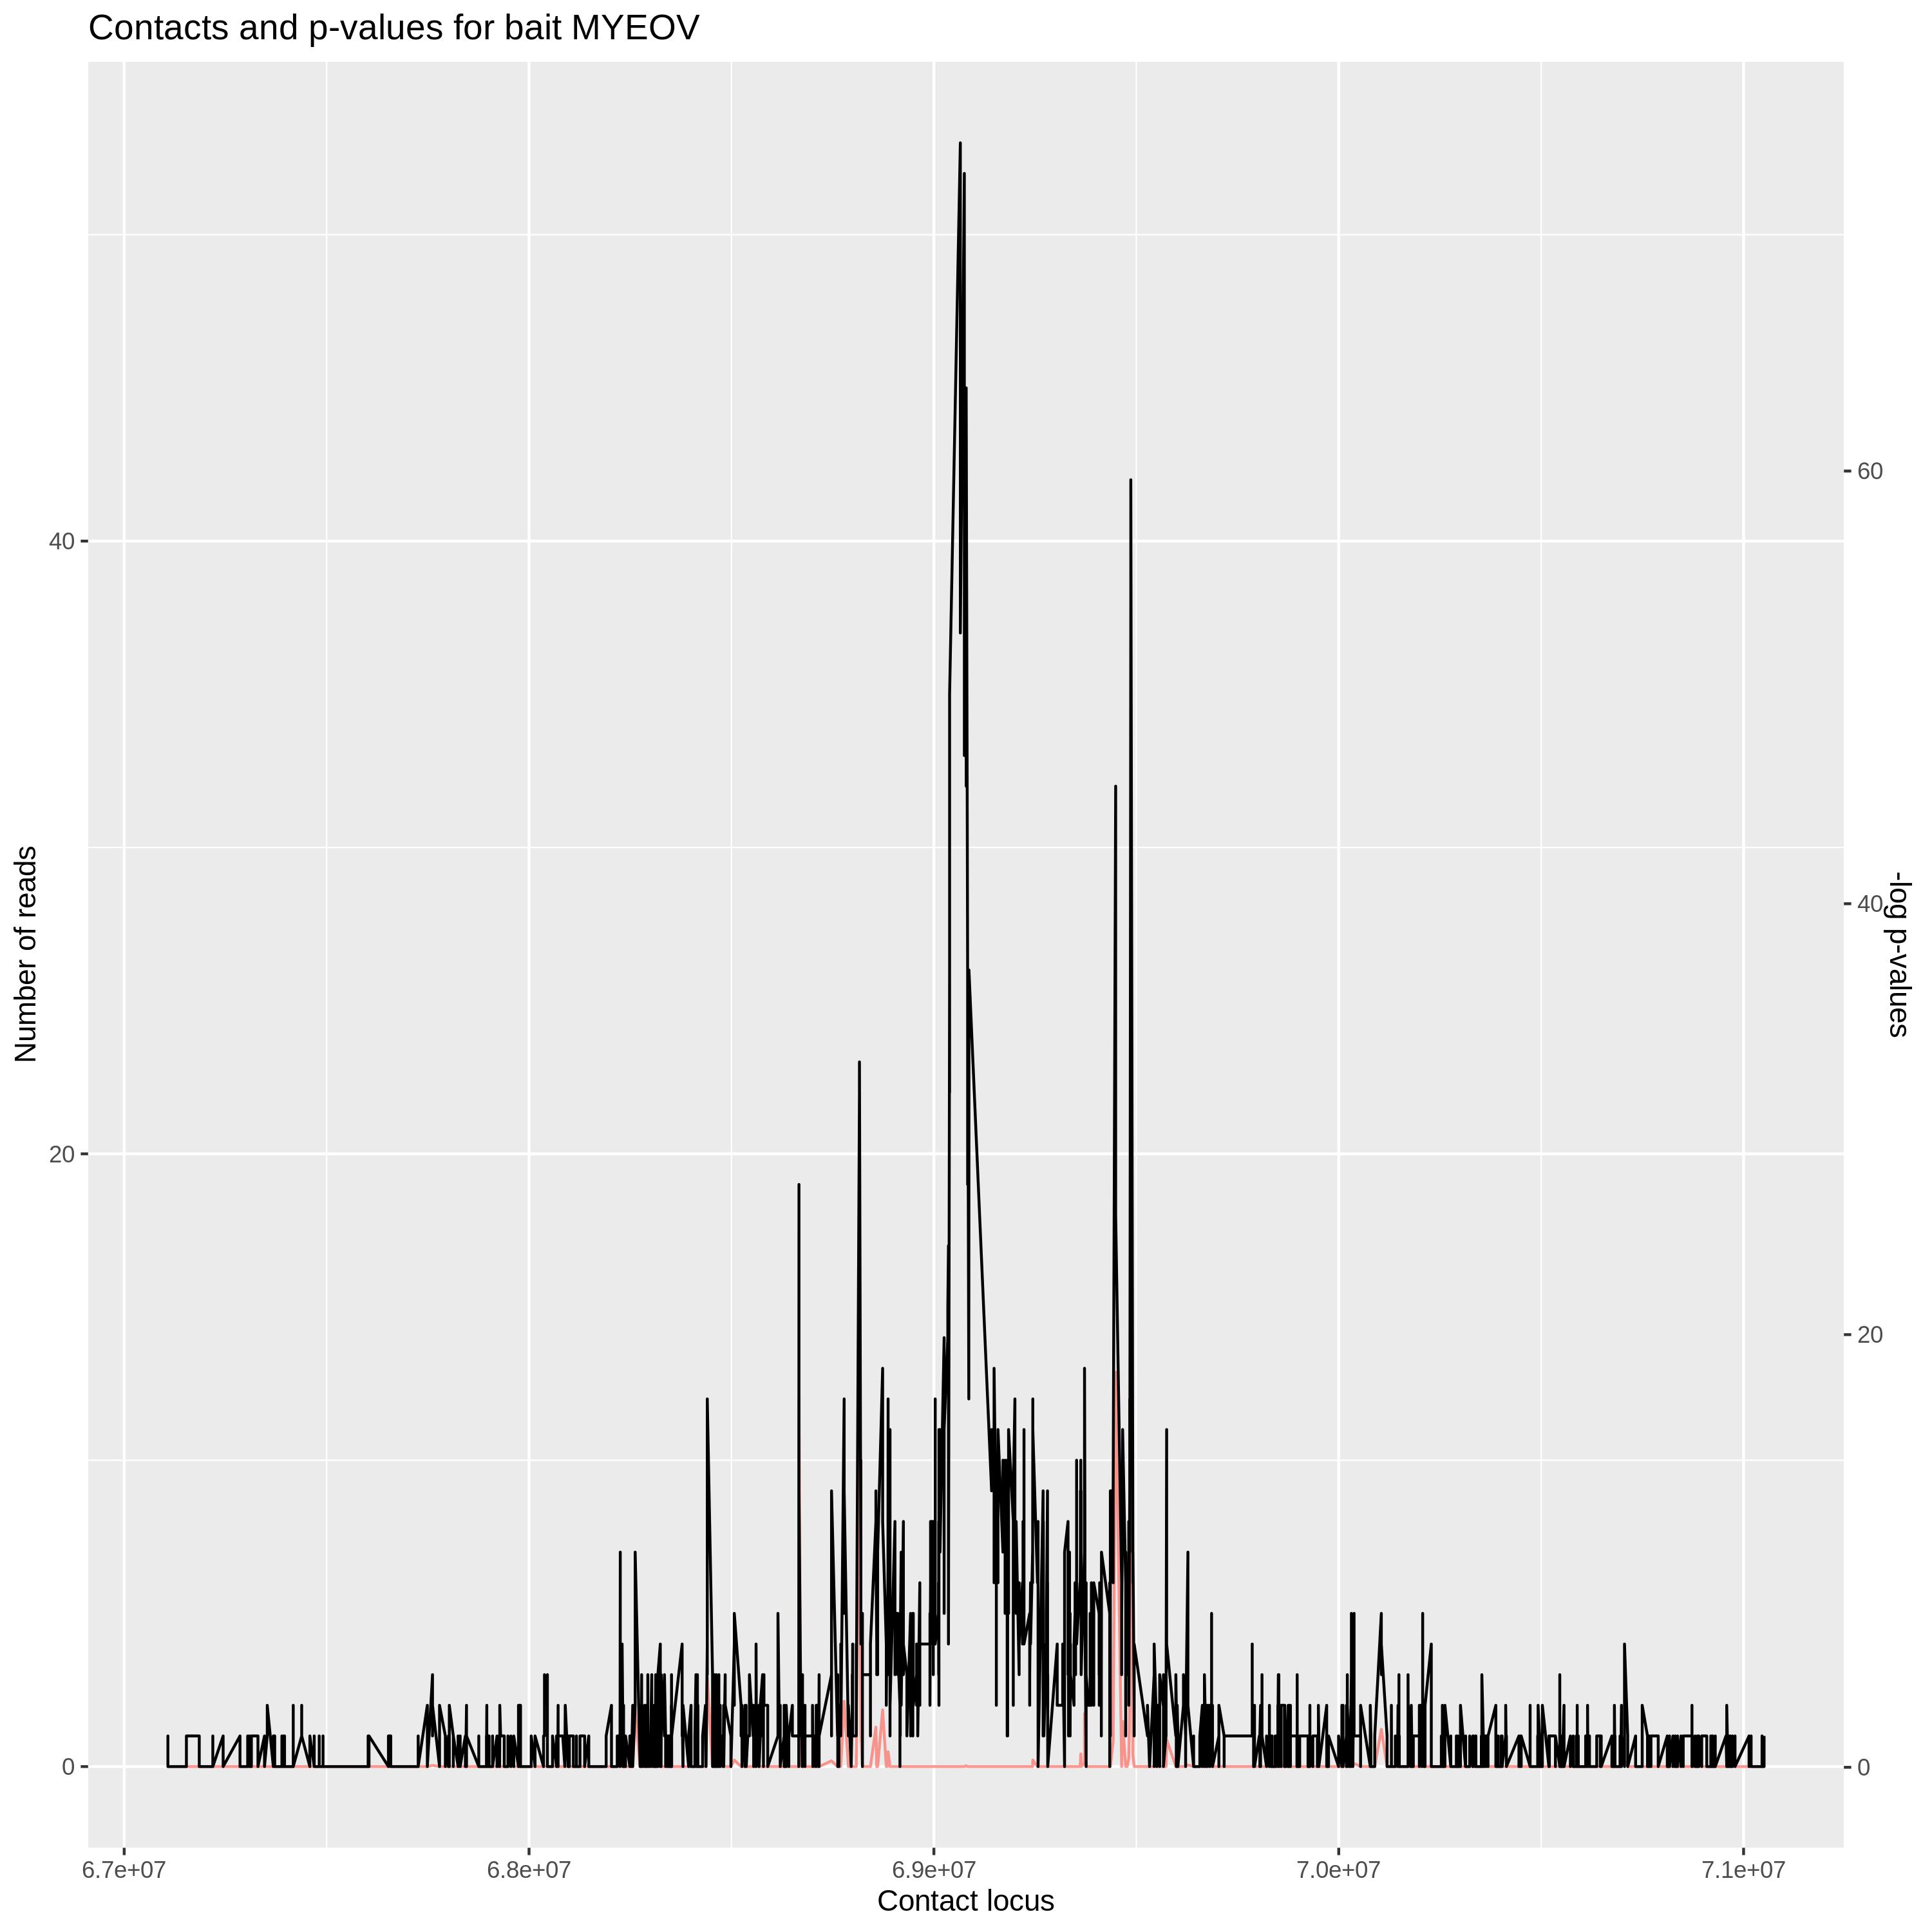 Contacts and p-values for bait MYEOV
Number of reads
40
20
0
60
40
20
0
-log p-values
6.7e+07 6.8e+07 6.9e+07 7.0e+07 7.1e+07
Contact locus